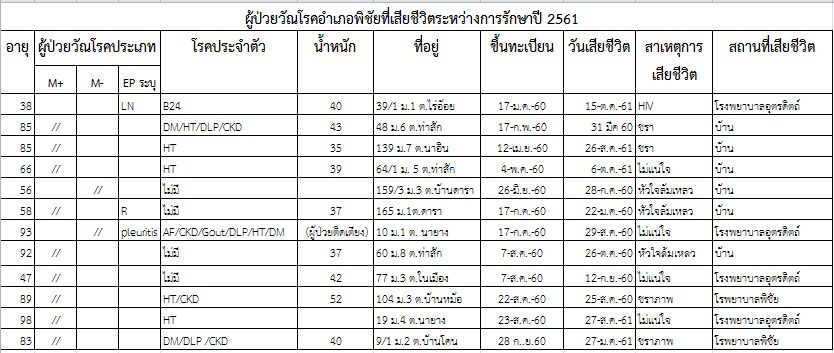 ผู้ป่วยวัณโรคอำเภอพิชัยที่เสียชีวิตระหว่างการรักษาปี 2561
อายุ ผู้ป่วยวัณโรคประเภท โรคประจำตัว น้ำหนัก ที่อยู่ ขึ้นทะเบียน วันเสียชีวิต สาเหตุการเสียชีวิต สถานที่เสียชีวิต
M+ M- EP ระบุ
38 LN B24 40 39/1 ม.1 ต.ไร่อ้อย 17-ม.ค.-60 15-ต.ค.-61 HIV โรงพยาบาลอุตรดิตถ์
85 // DM/HT/DLP/CKD 43 48 ม.6 ต.ท่าสัก 17-ก.พ.-60 31 มีค 60 ชรา บ้าน
85 // HT 35 139 ม.7 ต.นาอิน 12-เม.ย.-60 26-ส.ค.-61 ชรา บ้าน
66 // HT 39 64/1 ม. 5 ต.ท่าสัก 4-พ.ค.-60 6-ต.ค.-61 ไม่แน่ใจ บ้าน
56 // ไม่มี 159/3 ม.3 ต.บ้านดารา 26-มิ.ย.-60 28-ก.ค.-60 หัวใจล้มเหลว บ้าน
58 // R ไม่มี 37 165 ม.1ต.ดารา 17-ก.ค.-60 22-ม.ค.-60 หัวใจล้มเหลว บ้าน
93 // pleuritis AF/CKD/Gout/DLP/HT/DM (ผู้ป่วยติดเตียง) 10 ม.1 ต. นายาง 17-ก.ค.-60 29-ส.ค.-60 ไม่แน่ใจ โรงพยาบาลอุตรดิตถ์
92 // ไม่มี 37 60 ม.8 ต.ท่าสัก 7-ส.ค.-60 26-ต.ค.-60 หัวใจล้มเหลว บ้าน
47 // ไม่มี 42 77 ม.3 ต.ในเมือง 7-ส.ค.-60 12-ก.ย.-60 ไม่แน่ใจ โรงพยาบาลอุตรดิตถ์
89 // HT/CKD 52 104 ม.3 ต.บ้านหม้อ 22-ส.ค.-60 25-ส.ค.-60 ชราภาพ โรพยาบาลพิชัย
98 // HT 19 ม.4 ต.นายาง 23-ส.ค.-60 27-ส.ค.-61 ไม่แน่ใจ โรงพยาบาลอุตรดิตถ์
83 // DM/DLP /CKD 40 9/1 ม.2 ต.บ้านโคน 28 ก..ย.60 27-ม.ค.-61 ชราภาพ โรงพยาบาลพิชัย